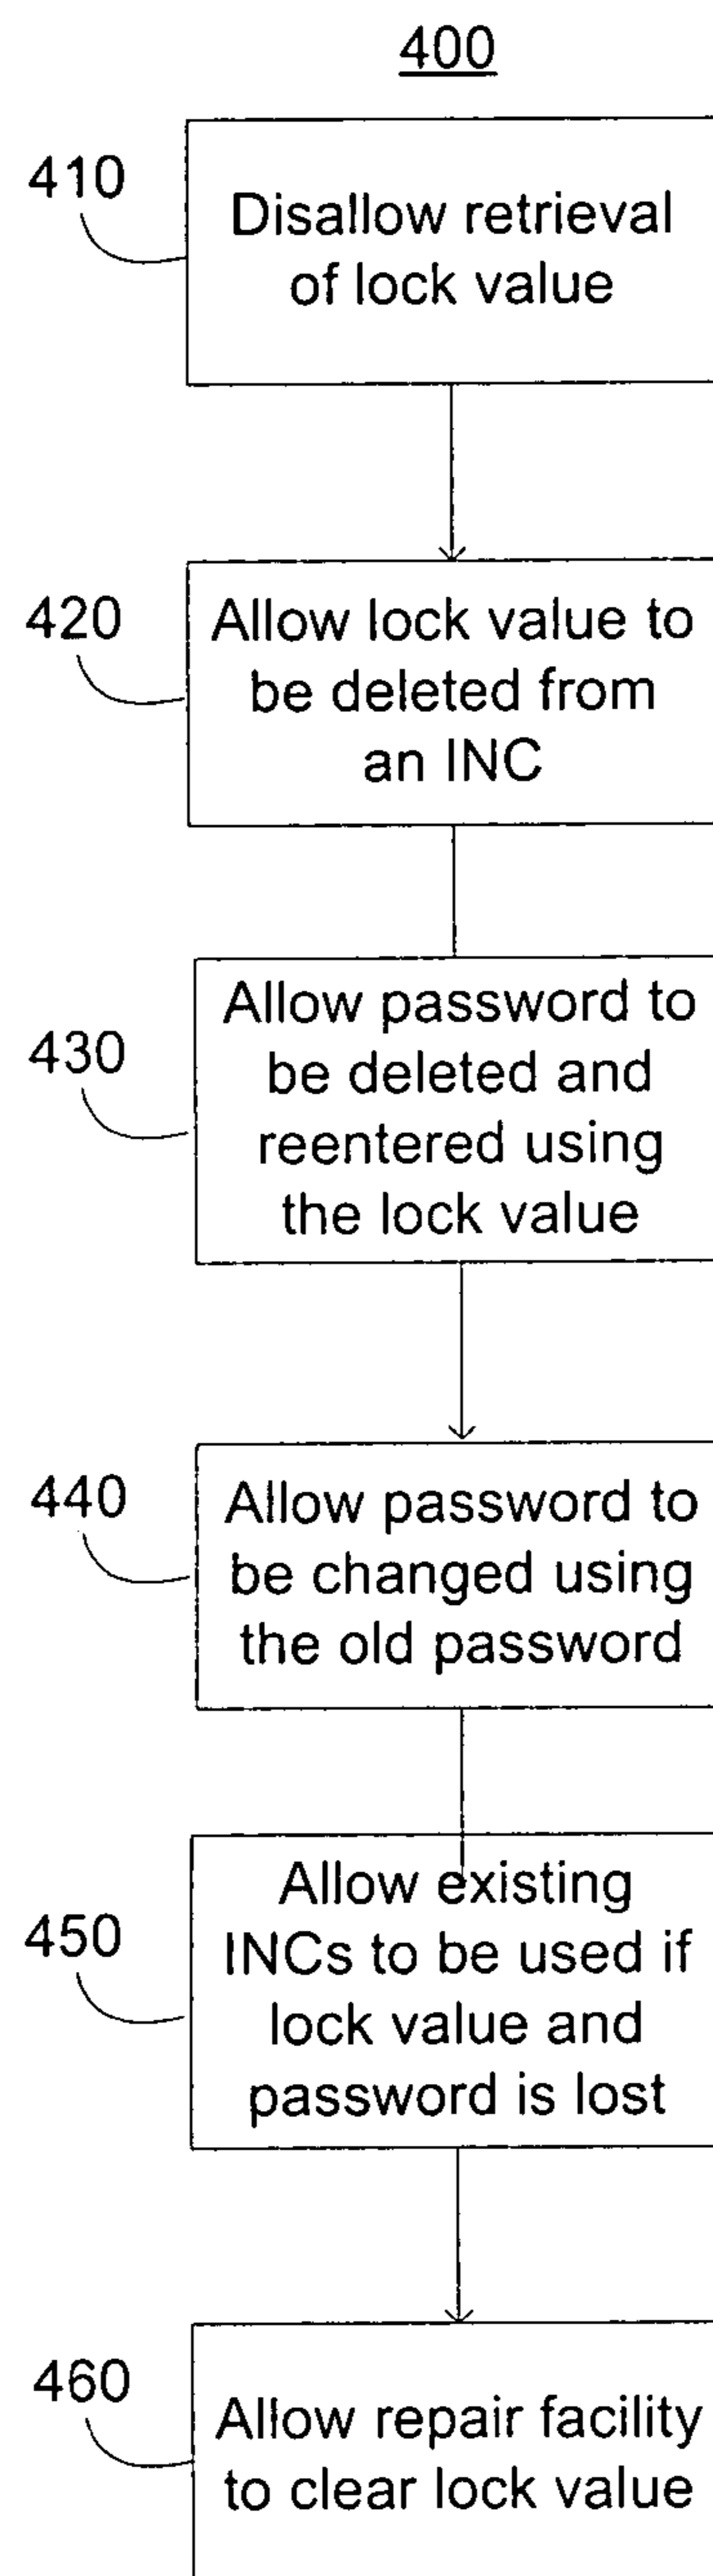 400
410
Disallow retrieval
of lock value
420
Allow lock value to
be deleted from
an INC
430
Allow password to
be deleted and
reentered using
the lock value
440
Allow password to
be changed using
the old password
450
Allow existing
INCs to be used if
lock value and
password is lost
460
Allow repair facility
to clear lock value